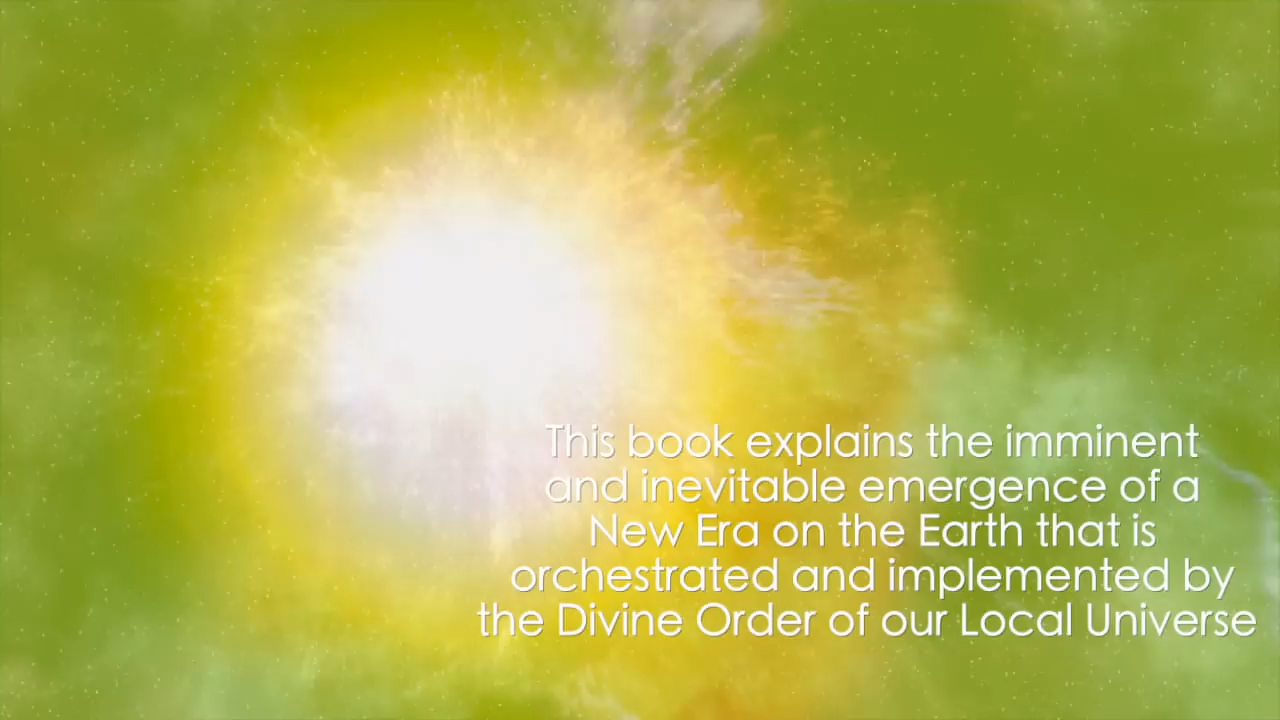 This book explains the imminent
and inevitable emergence of a
New Era on the Earth that is
orchestrated and implemented by
the Divine Order of our Local Universe